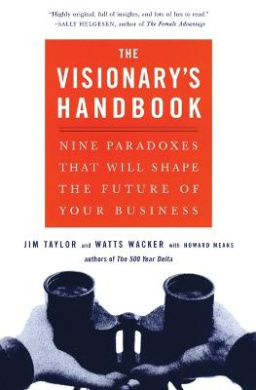 "Highly original, full of insights, and lots of fun to read."
—SALLY HELGESEN, author of The Female Advantage
THE
VISIONARY'S
HANDBOOK
NINE PARADOXES
THAT WILL SHAPE
THE FUTURE OF
YOUR BUSINESS
JIM TAYLOR AND WATTS WACKER with HOWARD MEANS
authors of The 500 Year Delta